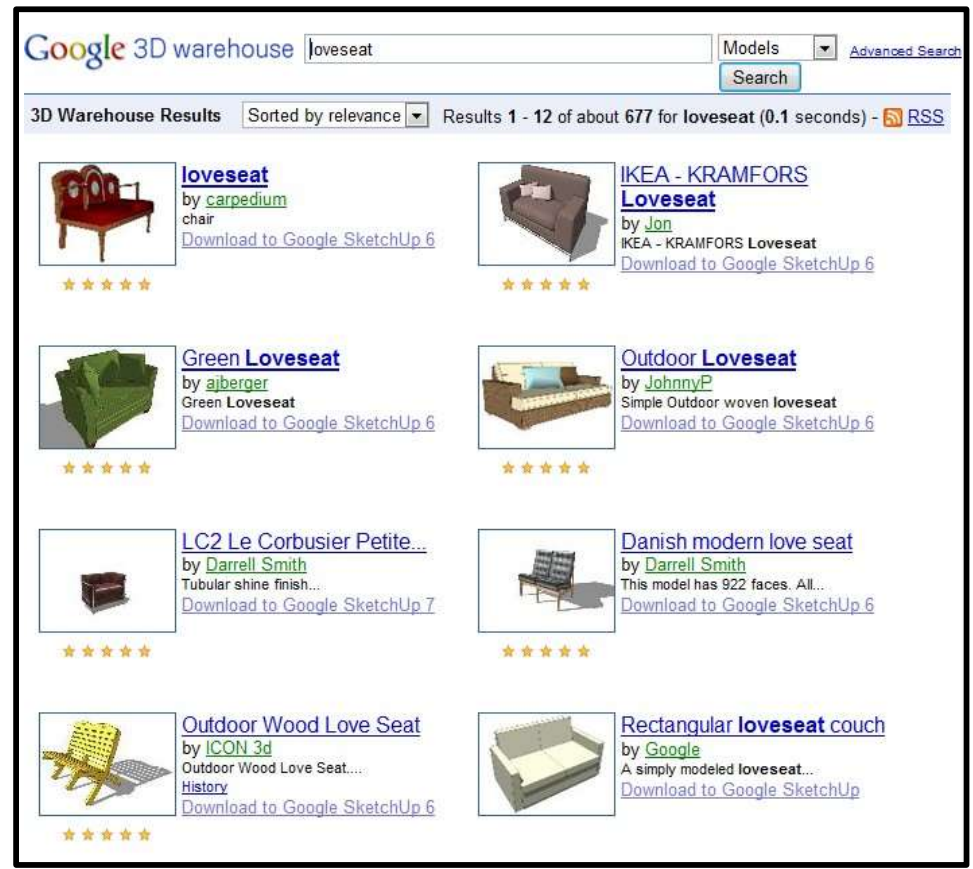 Google 3D warehouse loveseat Models Advanced Search
Search
3D Warehouse Results Sorted by relevance Results 1 - 12 of about 677 for loveseat (0.1 seconds) - RSS
loveseat
by carpedium
chair
Download to Google SketchUp 6
IKEA - KRAMFORS
Loveseat
by Jon
IKEA - KRAMFORS Loveseat
Download to Google SketchUp 6
Green Loveseat
by ajberger
Green Loveseat
Download to Google SketchUp 6
Outdoor Loveseat
by JohnnyP
Simple Outdoor woven loveseat
Download to Google SketchUp 6
LC2 Le Corbusier Petite...
by Darrell Smith
Tubular shine finish...
Download to Google SketchUp 7
Danish modern love seat
by Darrell Smith
This model has 922 faces. All...
Download to Google SketchUp 6
Outdoor Wood Love Seat
by ICON 3d
Outdoor Wood Love Seat....
History
Download to Google SketchUp 6
Rectangular loveseat couch
by Google
A simply modeled loveseat...
Download to Google SketchUp